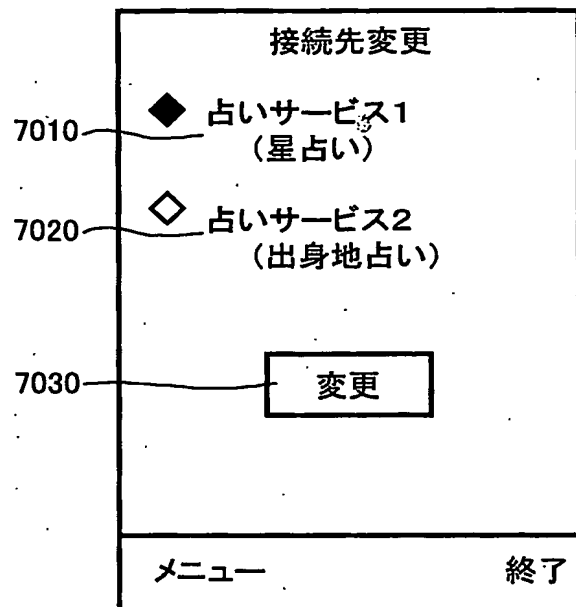 接続先変更
7010
占いサービス1
(星占い)
7020
占いサービス2
(出身地占い)
7030
変更
メニュー
終了